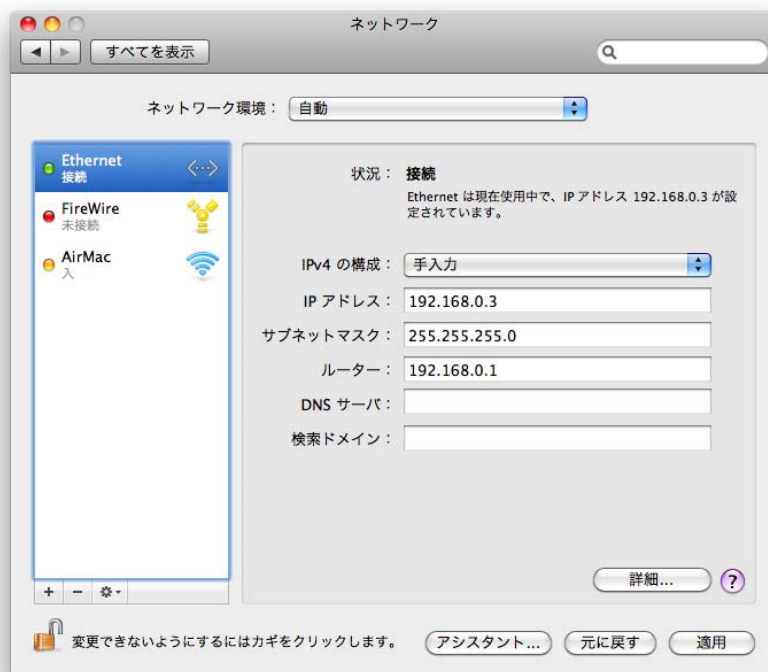 ネットワーク
すべてを表示
ネットワーク環境： 自動
Ethernet
接続
FireWire
未接続
AirMac
入
状況： 接続
Ethernet は現在使用中で、IP アドレス 192.168.0.3 が設
定されています。
IPv4 の構成： 手入力
IP アドレス： 192.168.0.3
サブネットマスク： 255.255.255.0
ルーター： 192.168.0.1
DNS サーバ：
検索ドメイン：
詳細... ?
変更できないようにするにはカギをクリックします。
アシスタント... 元に戻す 適用